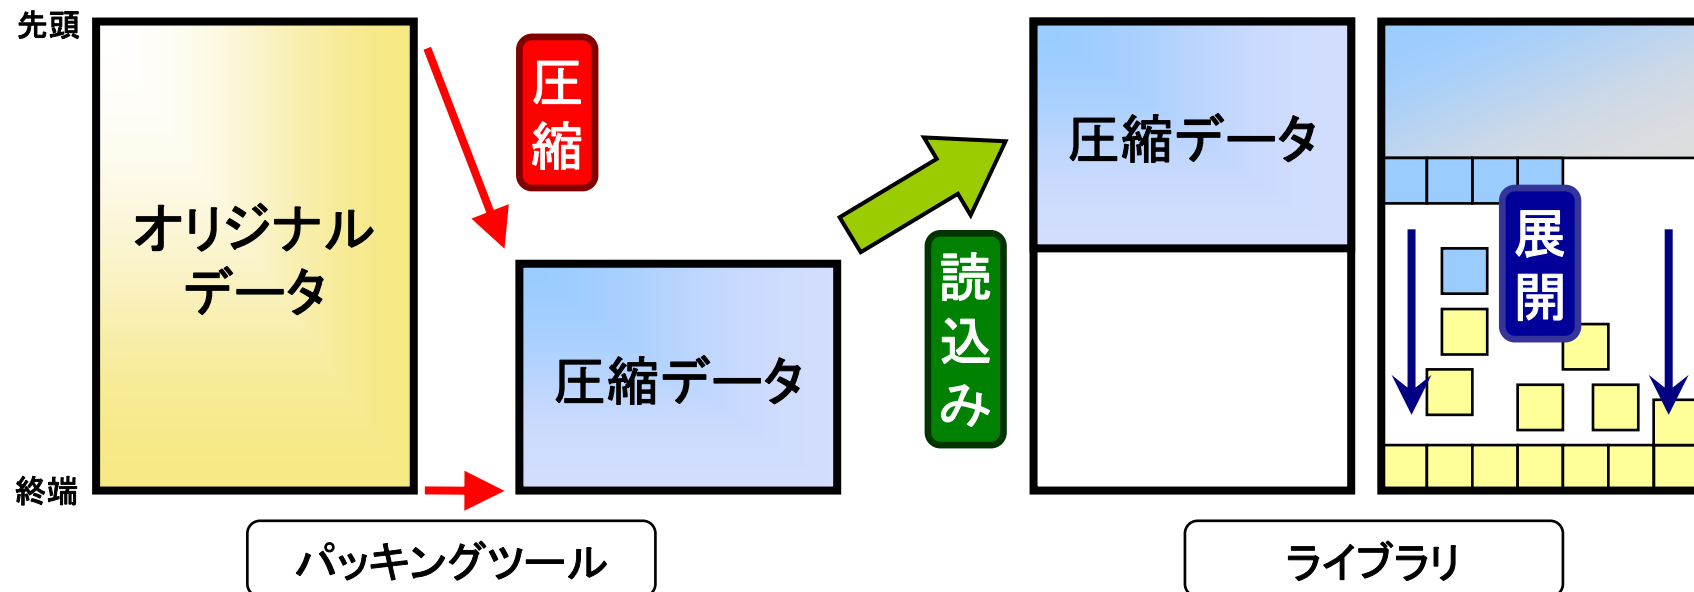 先頭
オリジナル
データ
終端
圧縮
圧縮データ
パッキングツール
読込み
圧縮データ
展開
ライブラリ